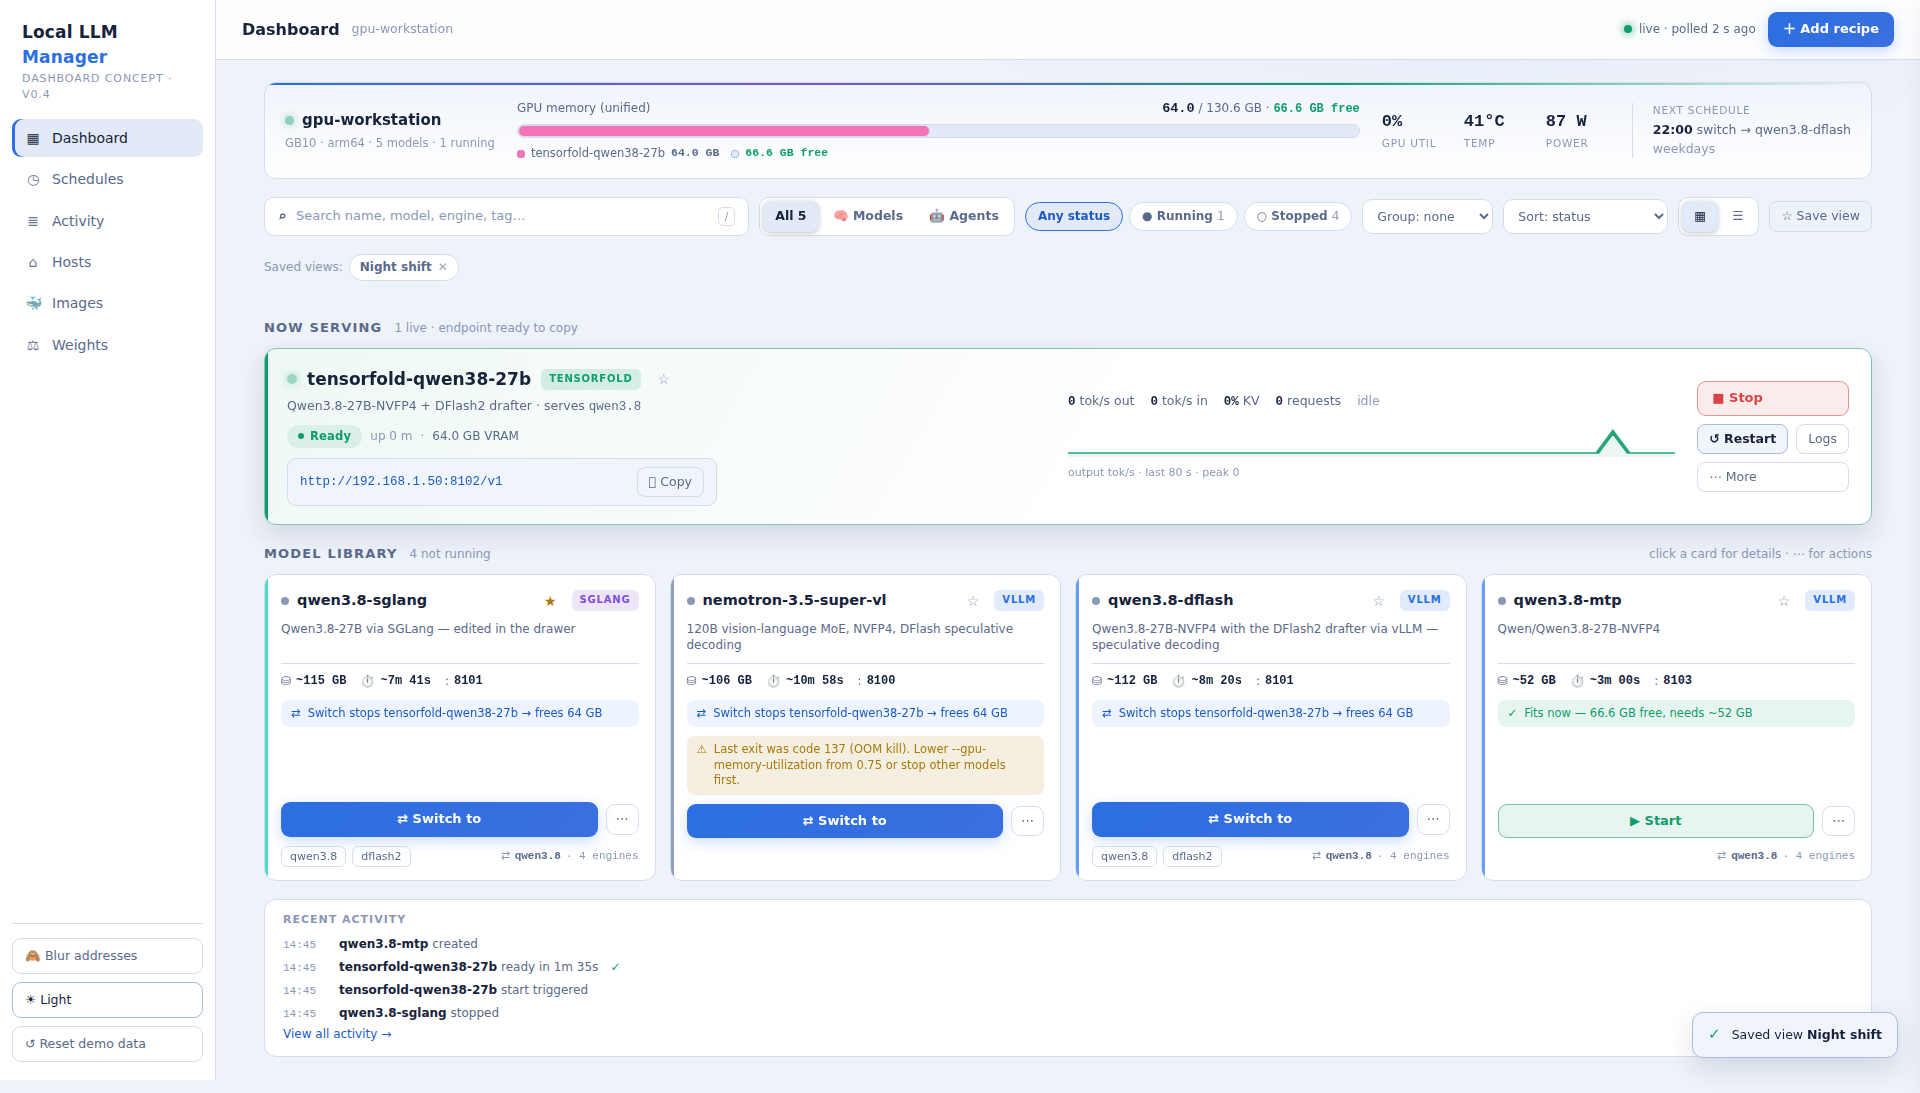 Local LLM
Manager
DASHBOARD CONCEPT ·
V0.4
Dashboard
Schedules
Activity
Hosts
Images
Weights
Blur addresses
Light
Reset demo data
Dashboard gpu-workstation
live · polled 2 s ago
+ Add recipe
gpu-workstation
GB10 · arm64 · 5 models · 1 running
GPU memory (unified)
64.0 / 130.6 GB · 66.6 GB free
tensorfold-qwen38-27b 64.0 GB 66.6 GB free
0%
GPU UTIL
41°C
TEMP
87 W
POWER
NEXT SCHEDULE
22:00 switch → qwen3.8-dflash
weekdays
Search name, model, engine, tag… /
All 5 Models Agents
Any status Running 1 Stopped 4
Group: none
Sort: status
☆ Save view
Saved views: Night shift ✕
NOW SERVING 1 live · endpoint ready to copy
tensorfold-qwen38-27b TENSORFOLD ☆
Qwen3.8-27B-NVFP4 + DFlash2 drafter · serves qwen3.8
Ready up 0 m · 64.0 GB VRAM
http://192.168.1.50:8102/v1 Copy
0 tok/s out 0 tok/s in 0% KV 0 requests idle
output tok/s · last 80 s · peak 0
Stop
↺ Restart Logs
⋯ More
MODEL LIBRARY 4 not running
click a card for details · ⋯ for actions
qwen3.8-sglang ★ SGLANG
Qwen3.8-27B via SGLang — edited in the drawer
~115 GB ~7m 41s : 8101
⇄ Switch stops tensorfold-qwen38-27b → frees 64 GB
⇄ Switch to ⋯
qwen3.8 dflash2 ⇄ qwen3.8 · 4 engines
nemotron-3.5-super-vl ☆ VLLM
120B vision-language MoE, NVFP4, DFlash speculative
decoding
~106 GB ~10m 58s : 8100
⇄ Switch stops tensorfold-qwen38-27b → frees 64 GB
⚠ Last exit was code 137 (OOM kill). Lower --gpu-
memory-utilization from 0.75 or stop other models
first.
⇄ Switch to ⋯
qwen3.8-dflash ☆ VLLM
Qwen3.8-27B-NVFP4 with the DFlash2 drafter via vLLM —
speculative decoding
~112 GB ~8m 20s : 8101
⇄ Switch stops tensorfold-qwen38-27b → frees 64 GB
⇄ Switch to ⋯
qwen3.8 dflash2 ⇄ qwen3.8 · 4 engines
qwen3.8-mtp ☆ VLLM
Qwen/Qwen3.8-27B-NVFP4
~52 GB ~3m 00s : 8103
✓ Fits now — 66.6 GB free, needs ~52 GB
▶ Start ⋯
⇄ qwen3.8 · 4 engines
RECENT ACTIVITY
14:45 qwen3.8-mtp created
14:45 tensorfold-qwen38-27b ready in 1m 35s ✓
14:45 tensorfold-qwen38-27b start triggered
14:45 qwen3.8-sglang stopped
View all activity →
✓ Saved view Night shift